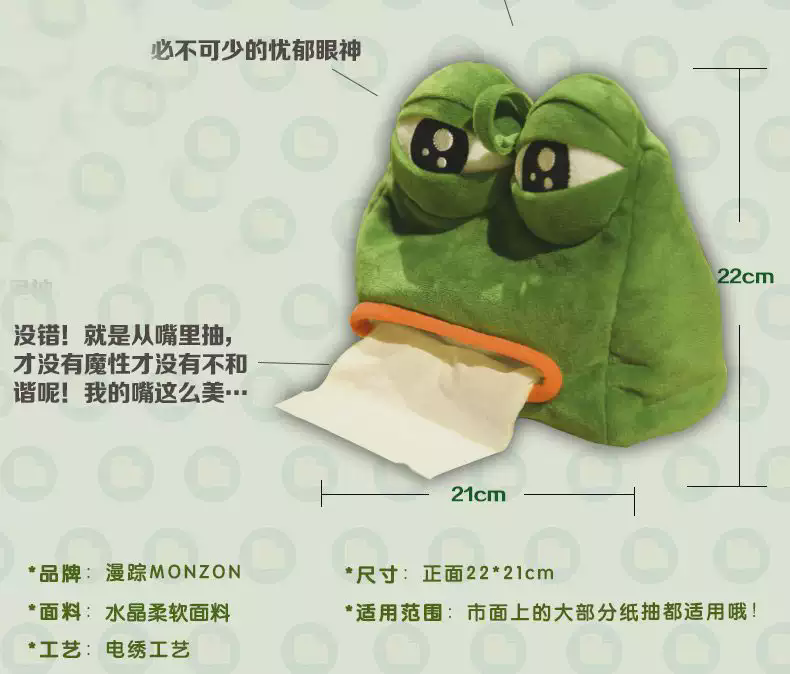 必不可少的忧郁眼神
22cm
没错！就是从嘴里抽，
才没有魔性才没有不和
谐呢！我的嘴这么美…
21cm
*品牌：漫踪MONZON
*尺寸：正面22*21cm
*面料：水晶柔软面料
*适用范围：市面上的大部分纸抽都适用哦！
*工艺：电绣工艺